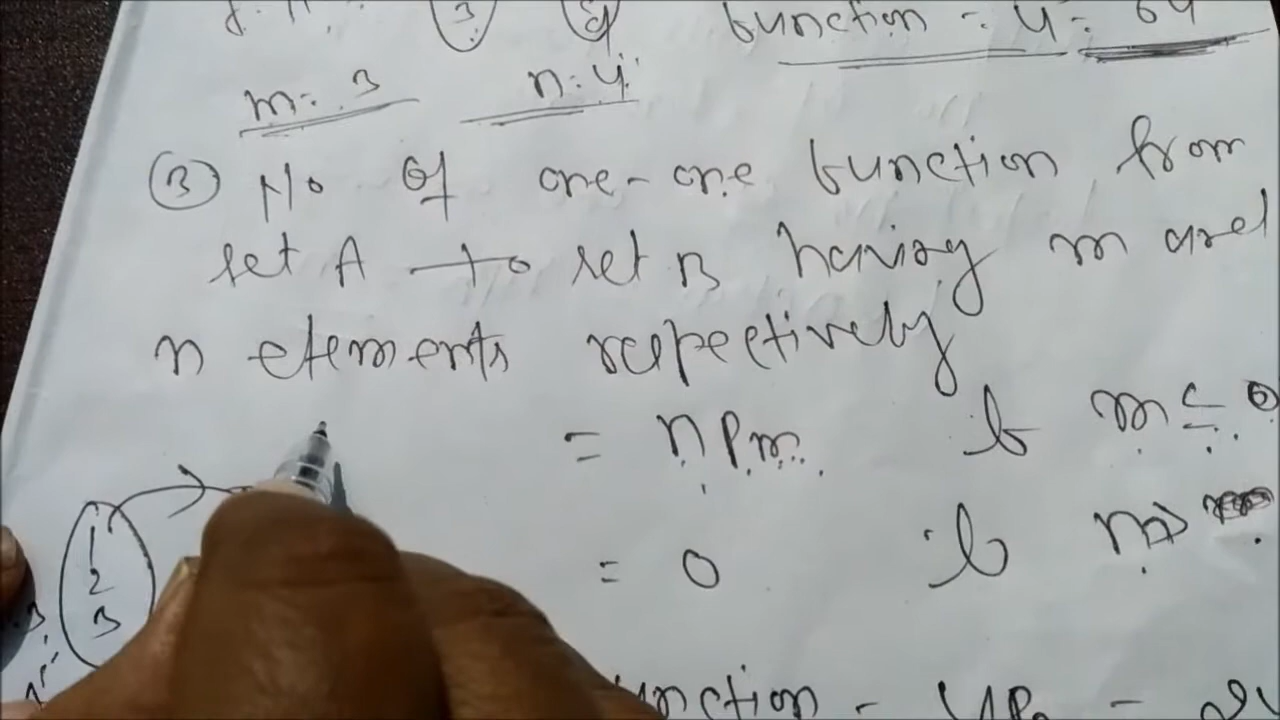 function = 4 = 64
m = 3 n = 4
③ No of one-one function from
set A to set B having m and
n elements respectively
= nPm if m ≤
= 0 if m >
1
2
3
function - 4P